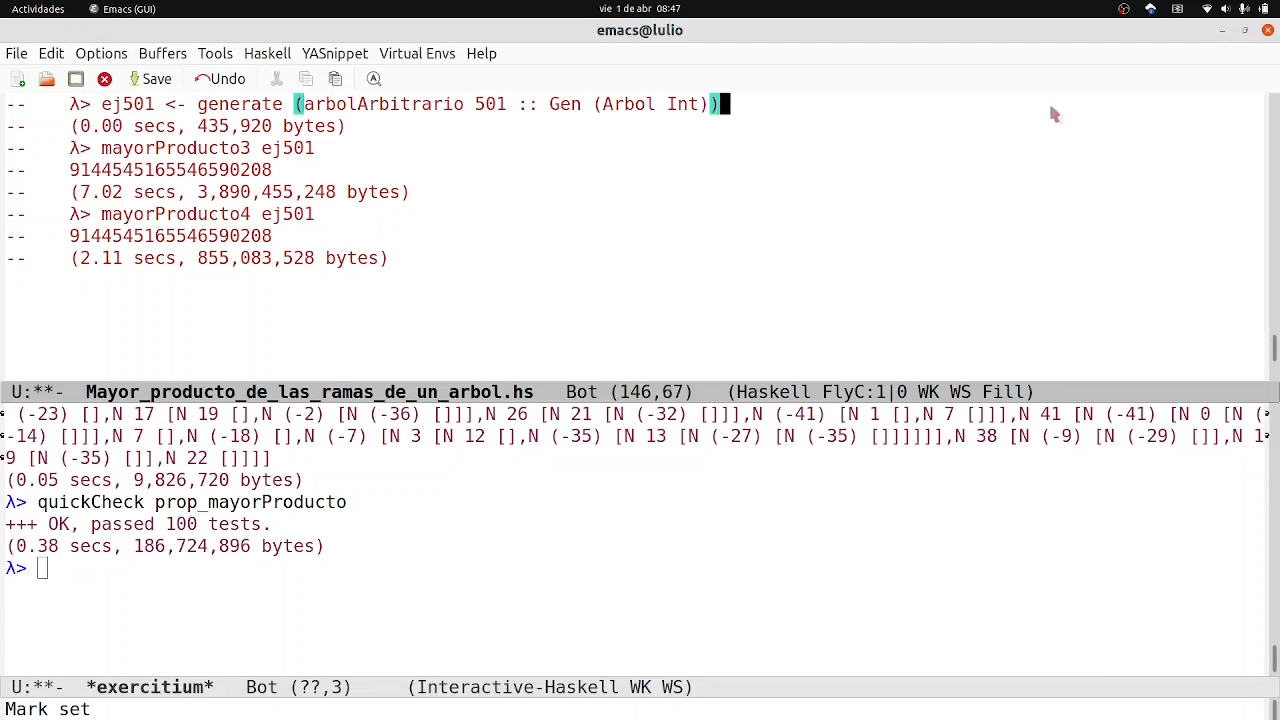 Actividades Emacs (GUI) vie 1 de abr 08:47
emacs@lulio
File Edit Options Buffers Tools Haskell YASnippet Virtual Envs Help
Save Undo
-- λ> ej501 <- generate (arbolArbitrario 501 :: Gen (Arbol Int))
-- (0.00 secs, 435,920 bytes)
-- λ> mayorProducto3 ej501
-- 9144545165546590208
-- (7.02 secs, 3,890,455,248 bytes)
-- λ> mayorProducto4 ej501
-- 9144545165546590208
-- (2.11 secs, 855,083,528 bytes)
U:**- Mayor_producto_de_las_ramas_de_un_arbol.hs Bot (146,67) (Haskell FlyC:1|0 WK WS Fill)
(-23) [],N 17 [N 19 [],N (-2) [N (-36) []]],N 26 [N 21 [N (-32) []]],N (-41) [N 1 [],N 7 []]],N 41 [N (-41) [N 0 [N (
-14) []]],N 7 [],N (-18) [],N (-7) [N 3 [N 12 [],N (-35) [N 13 [N (-27) [N (-35) []]]]]],N 38 [N (-9) [N (-29) []],N 1
9 [N (-35) []],N 22 []]]]
(0.05 secs, 9,826,720 bytes)
λ> quickCheck prop_mayorProducto
+++ OK, passed 100 tests.
(0.38 secs, 186,724,896 bytes)
λ>
U:**- *exercitium* Bot (??,3) (Interactive-Haskell WK WS)
Mark set